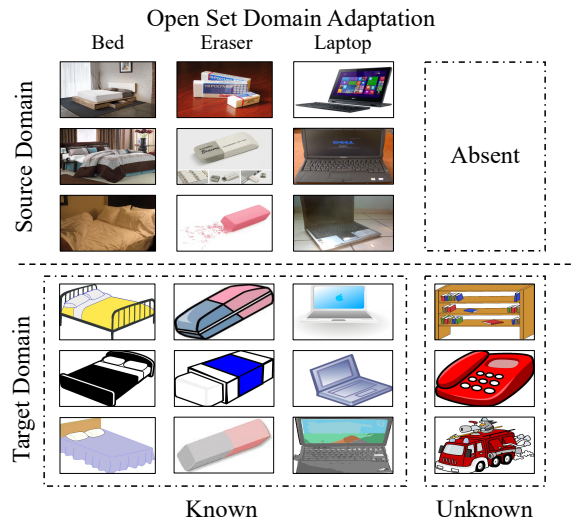 Open Set Domain Adaptation
Bed Eraser Laptop
Source Domain
Absent
Target Domain
Known Unknown